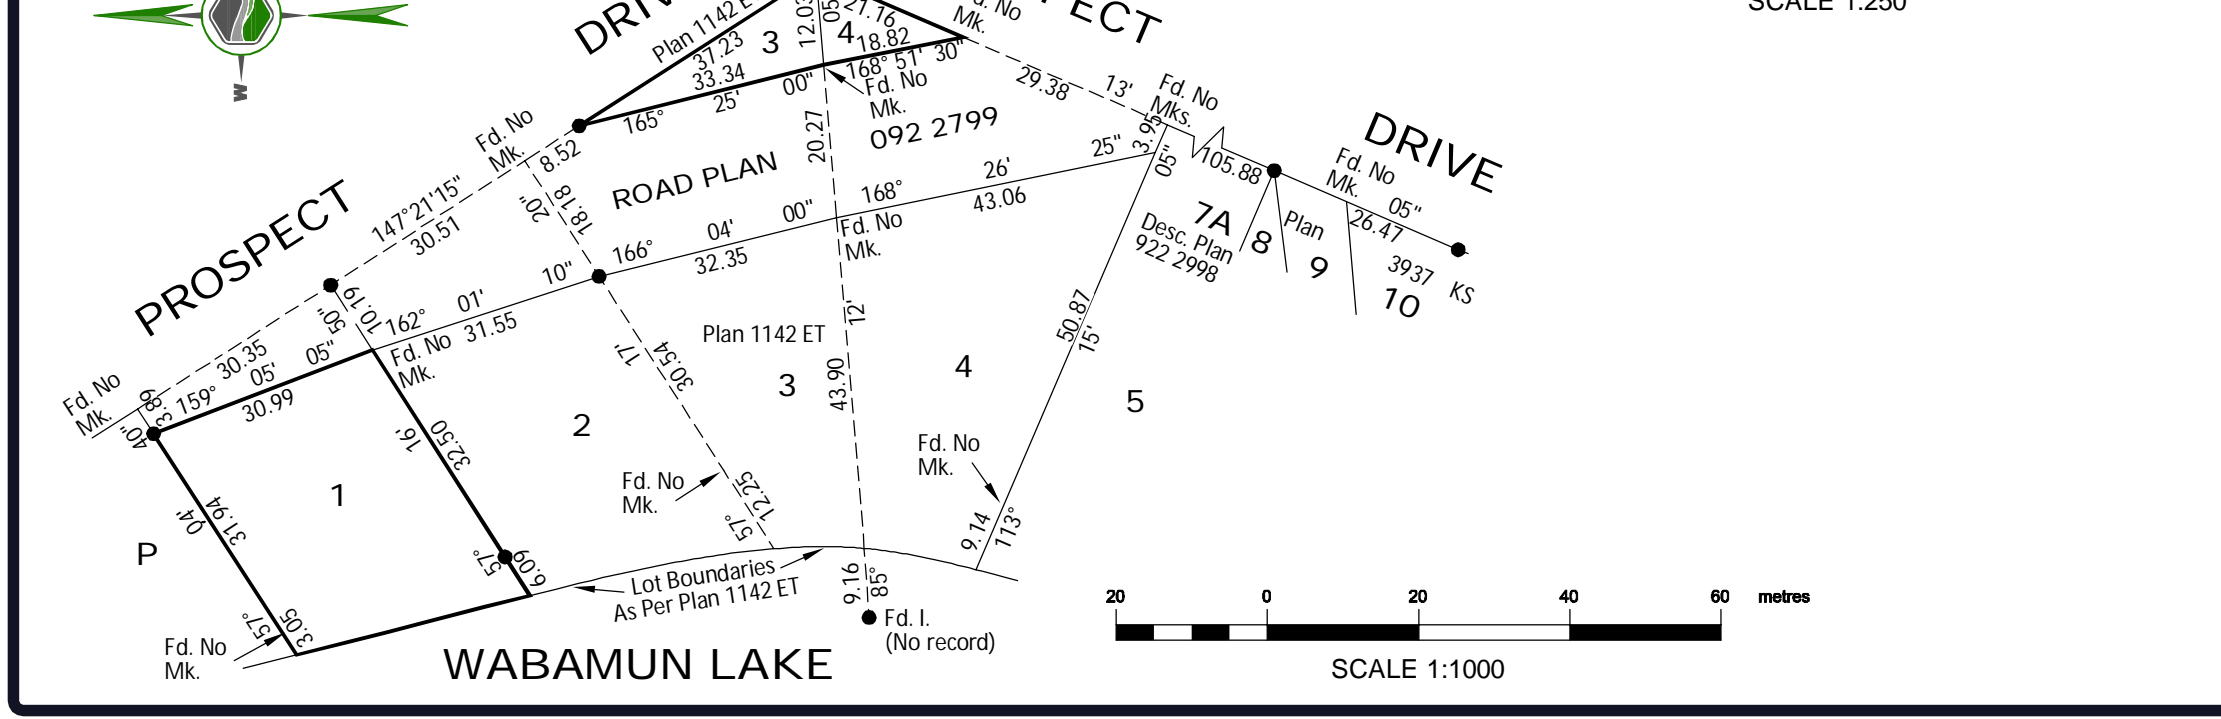 SCALE 1:250
W
DRIV
Plan 1142 E
37.23
3
12.03
05
21.16
4
18.82
d. No
Mk.
PECT
33.34
165° 25' 00"
168° 51' 30"
Fd. No
Mk.
29.38
13'
Fd. No
Mks.
DRIVE
Fd. No
Mk.
8.52
20.27
092 2799
ROAD PLAN
3.95
05"
105.88
Fd. No
Mk.
05"
26.47
PROSPECT
147°21'15"
30.51
20"
18.18
168° 26' 25"
43.06
7A
Desc. Plan
922 2998
8
Plan
9
3937 KS
10
166° 04' 00"
32.35
Fd. No
Mk.
10.19
50"
162° 01' 10"
31.55
Fd. No
Mk.
30.35
Fd. No
Mk.
3.89
40"
159° 05' 05"
30.99
Plan 1142 ET
12'
17'
30.54
50.87
15'
3
43.90
4
5
2
16'
32.50
1
04'
31.94
P
Fd. No
Mk.
Fd. No
Mk.
12.25
57°
9.14
113°
57°
6.09
Lot Boundaries
As Per Plan 1142 ET
9.16
85°
Fd. I.
(No record)
57°
3.05
Fd. No
Mk.
WABAMUN LAKE
20 0 20 40 60 metres
SCALE 1:1000